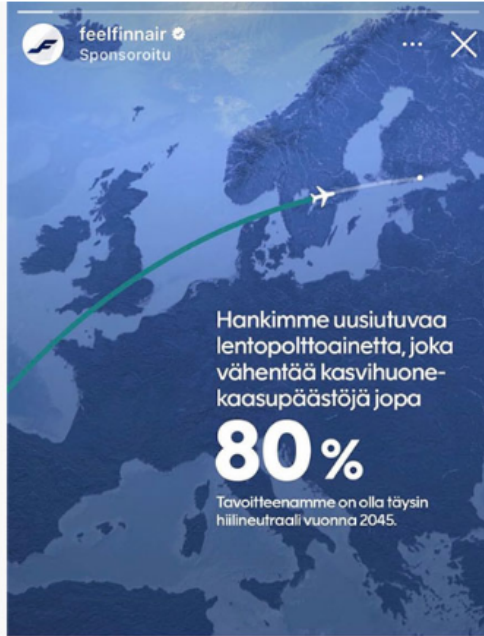 feelfinnair
Sponsoroitu
Hankimme uusiutuvaa
lentopolttoainetta, joka
vähentää kasvihuone-
kaasupäästöjä jopa
80 %
Tavoitteenamme on olla täysin
hiilineutraali vuonna 2045.